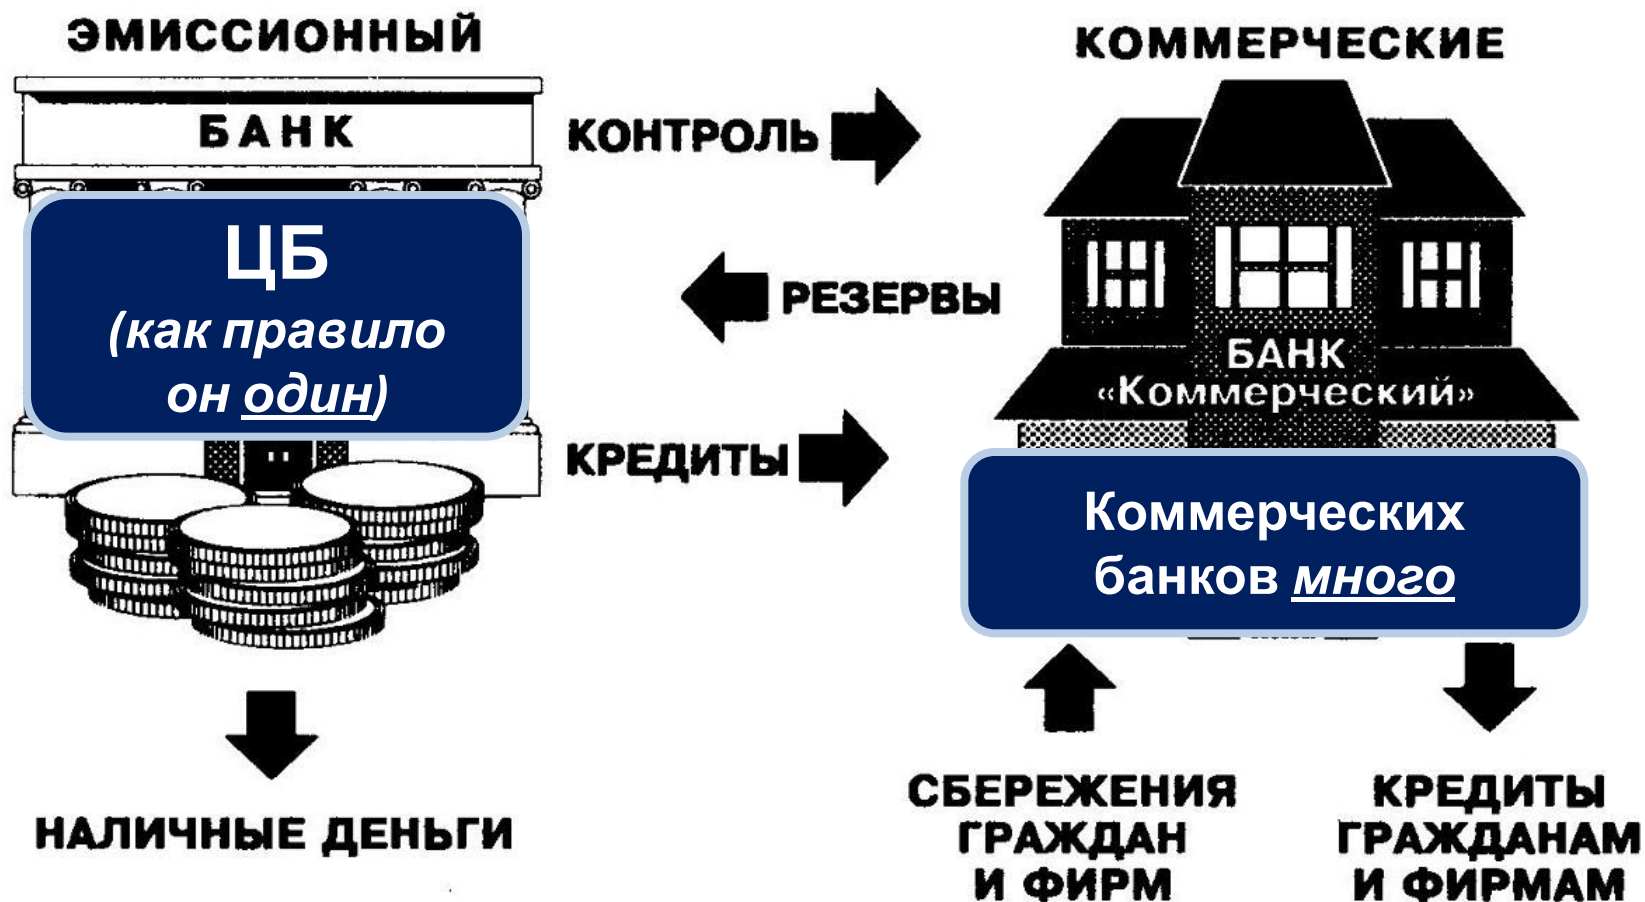 ЭМИССИОННЫЙ
БАНК
ЦБ
(как правило
он один)
НАЛИЧНЫЕ ДЕНЬГИ
КОНТРОЛЬ
РЕЗЕРВЫ
КРЕДИТЫ
КОММЕРЧЕСКИЕ
БАНК
«Коммерческий»
Коммерческих
банков много
СБЕРЕЖЕНИЯ
ГРАЖДАН
И ФИРМ
КРЕДИТЫ
ГРАЖДАНАМ
И ФИРМАМ